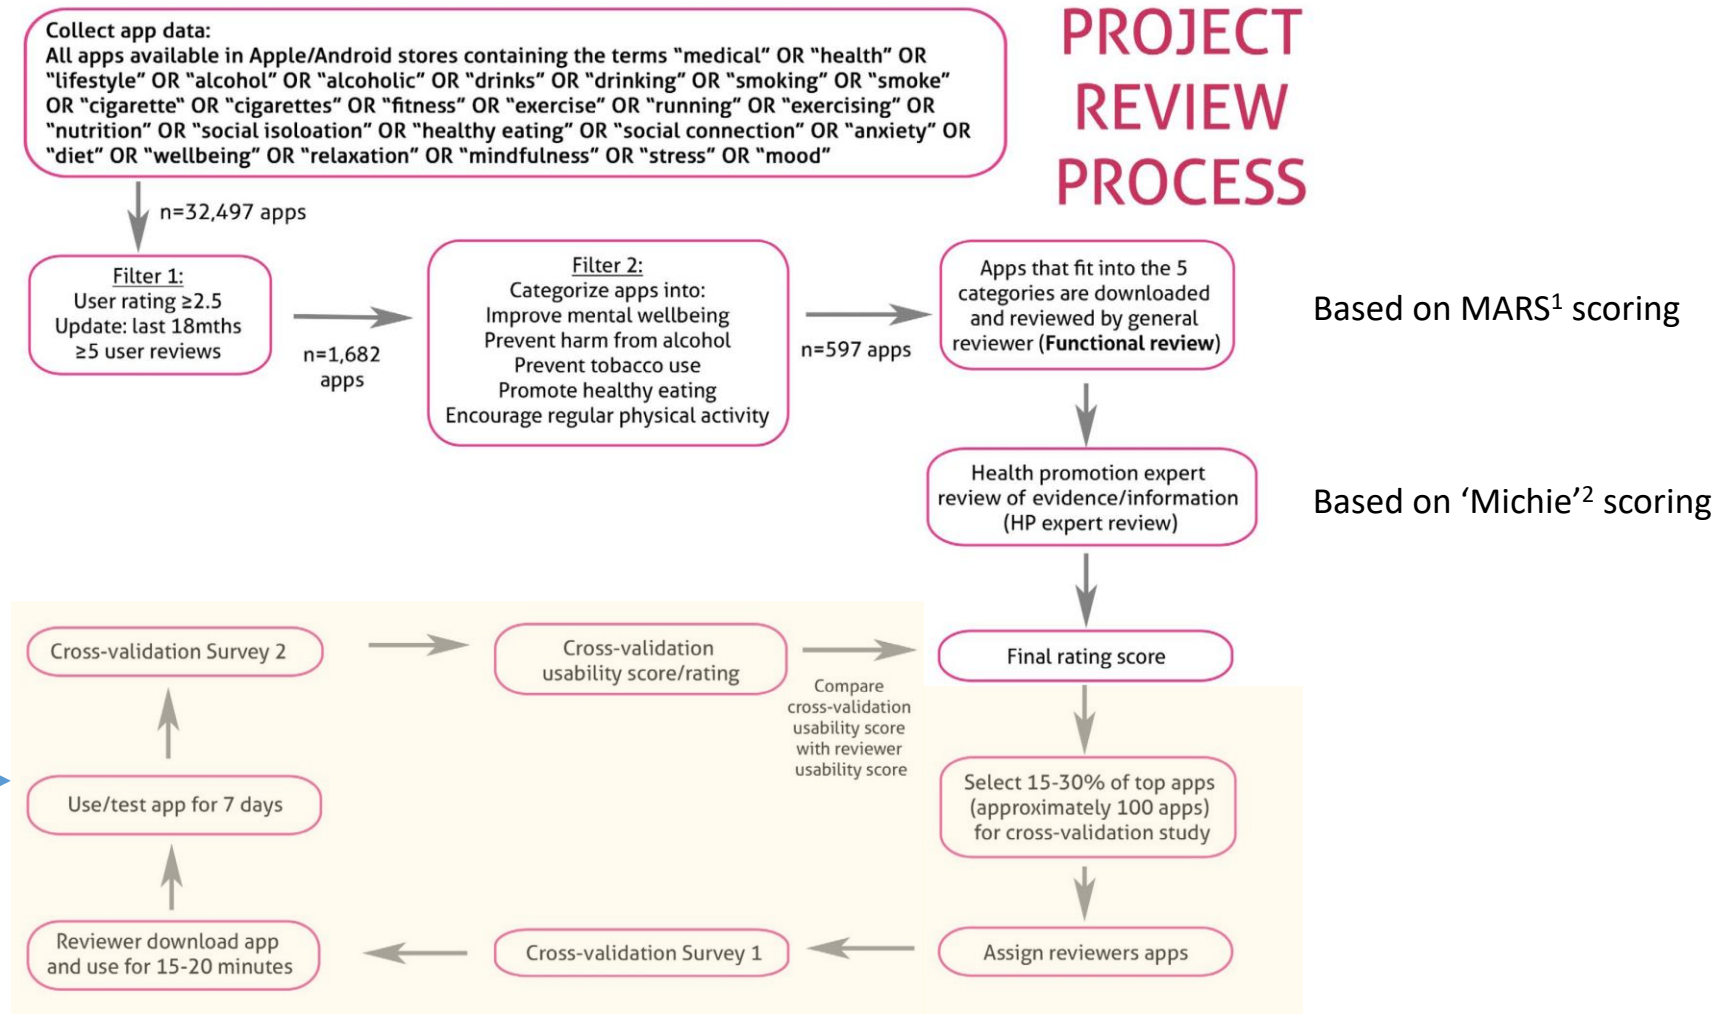 Collect app data:
All apps available in Apple/Android stores containing the terms “medical” OR “health” OR
“lifestyle” OR “alcohol” OR “alcoholic” OR “drinks” OR “drinking” OR “smoking” OR “smoke”
OR “cigarette“ OR “cigarettes” OR “fitness” OR “exercise” OR “running” OR “exercising” OR
“nutrition” OR “social isoloation” OR “healthy eating” OR “social connection” OR “anxiety” OR
“diet” OR “wellbeing” OR “relaxation” OR “mindfulness” OR “stress” OR “mood”
PROJECT
REVIEW
PROCESS
n=32,497 apps
Filter 1:
User rating ≥2.5
Update: last 18mths
≥5 user reviews
n=1,682
apps
Filter 2:
Categorize apps into:
Improve mental wellbeing
Prevent harm from alcohol
Prevent tobacco use
Promote healthy eating
Encourage regular physical activity
n=597 apps
Apps that fit into the 5
categories are downloaded
and reviewed by general
reviewer (Functional review)
Based on MARS¹ scoring
Health promotion expert
review of evidence/information
(HP expert review)
Based on ‘Michie’² scoring
Final rating score
Select 15-30% of top apps
(approximately 100 apps)
for cross-validation study
Assign reviewers apps
Cross-validation Survey 1
Reviewer download app
and use for 15-20 minutes
Use/test app for 7 days
Cross-validation Survey 2
Cross-validation
usability score/rating
Compare
cross-validation
usability score
with reviewer
usability score